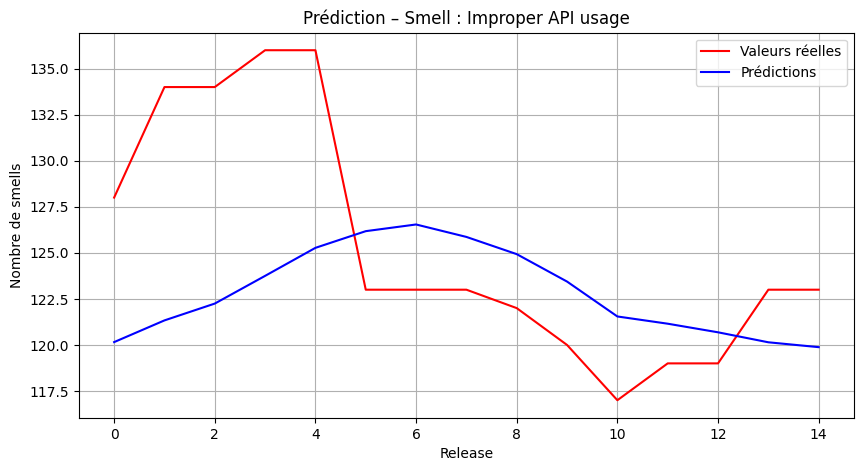 Prédiction – Smell : Improper API usage
Valeurs réelles
Prédictions
Nombre de smells
135.0
132.5
130.0
127.5
125.0
122.5
120.0
117.5
0 2 4 6 8 10 12 14
Release